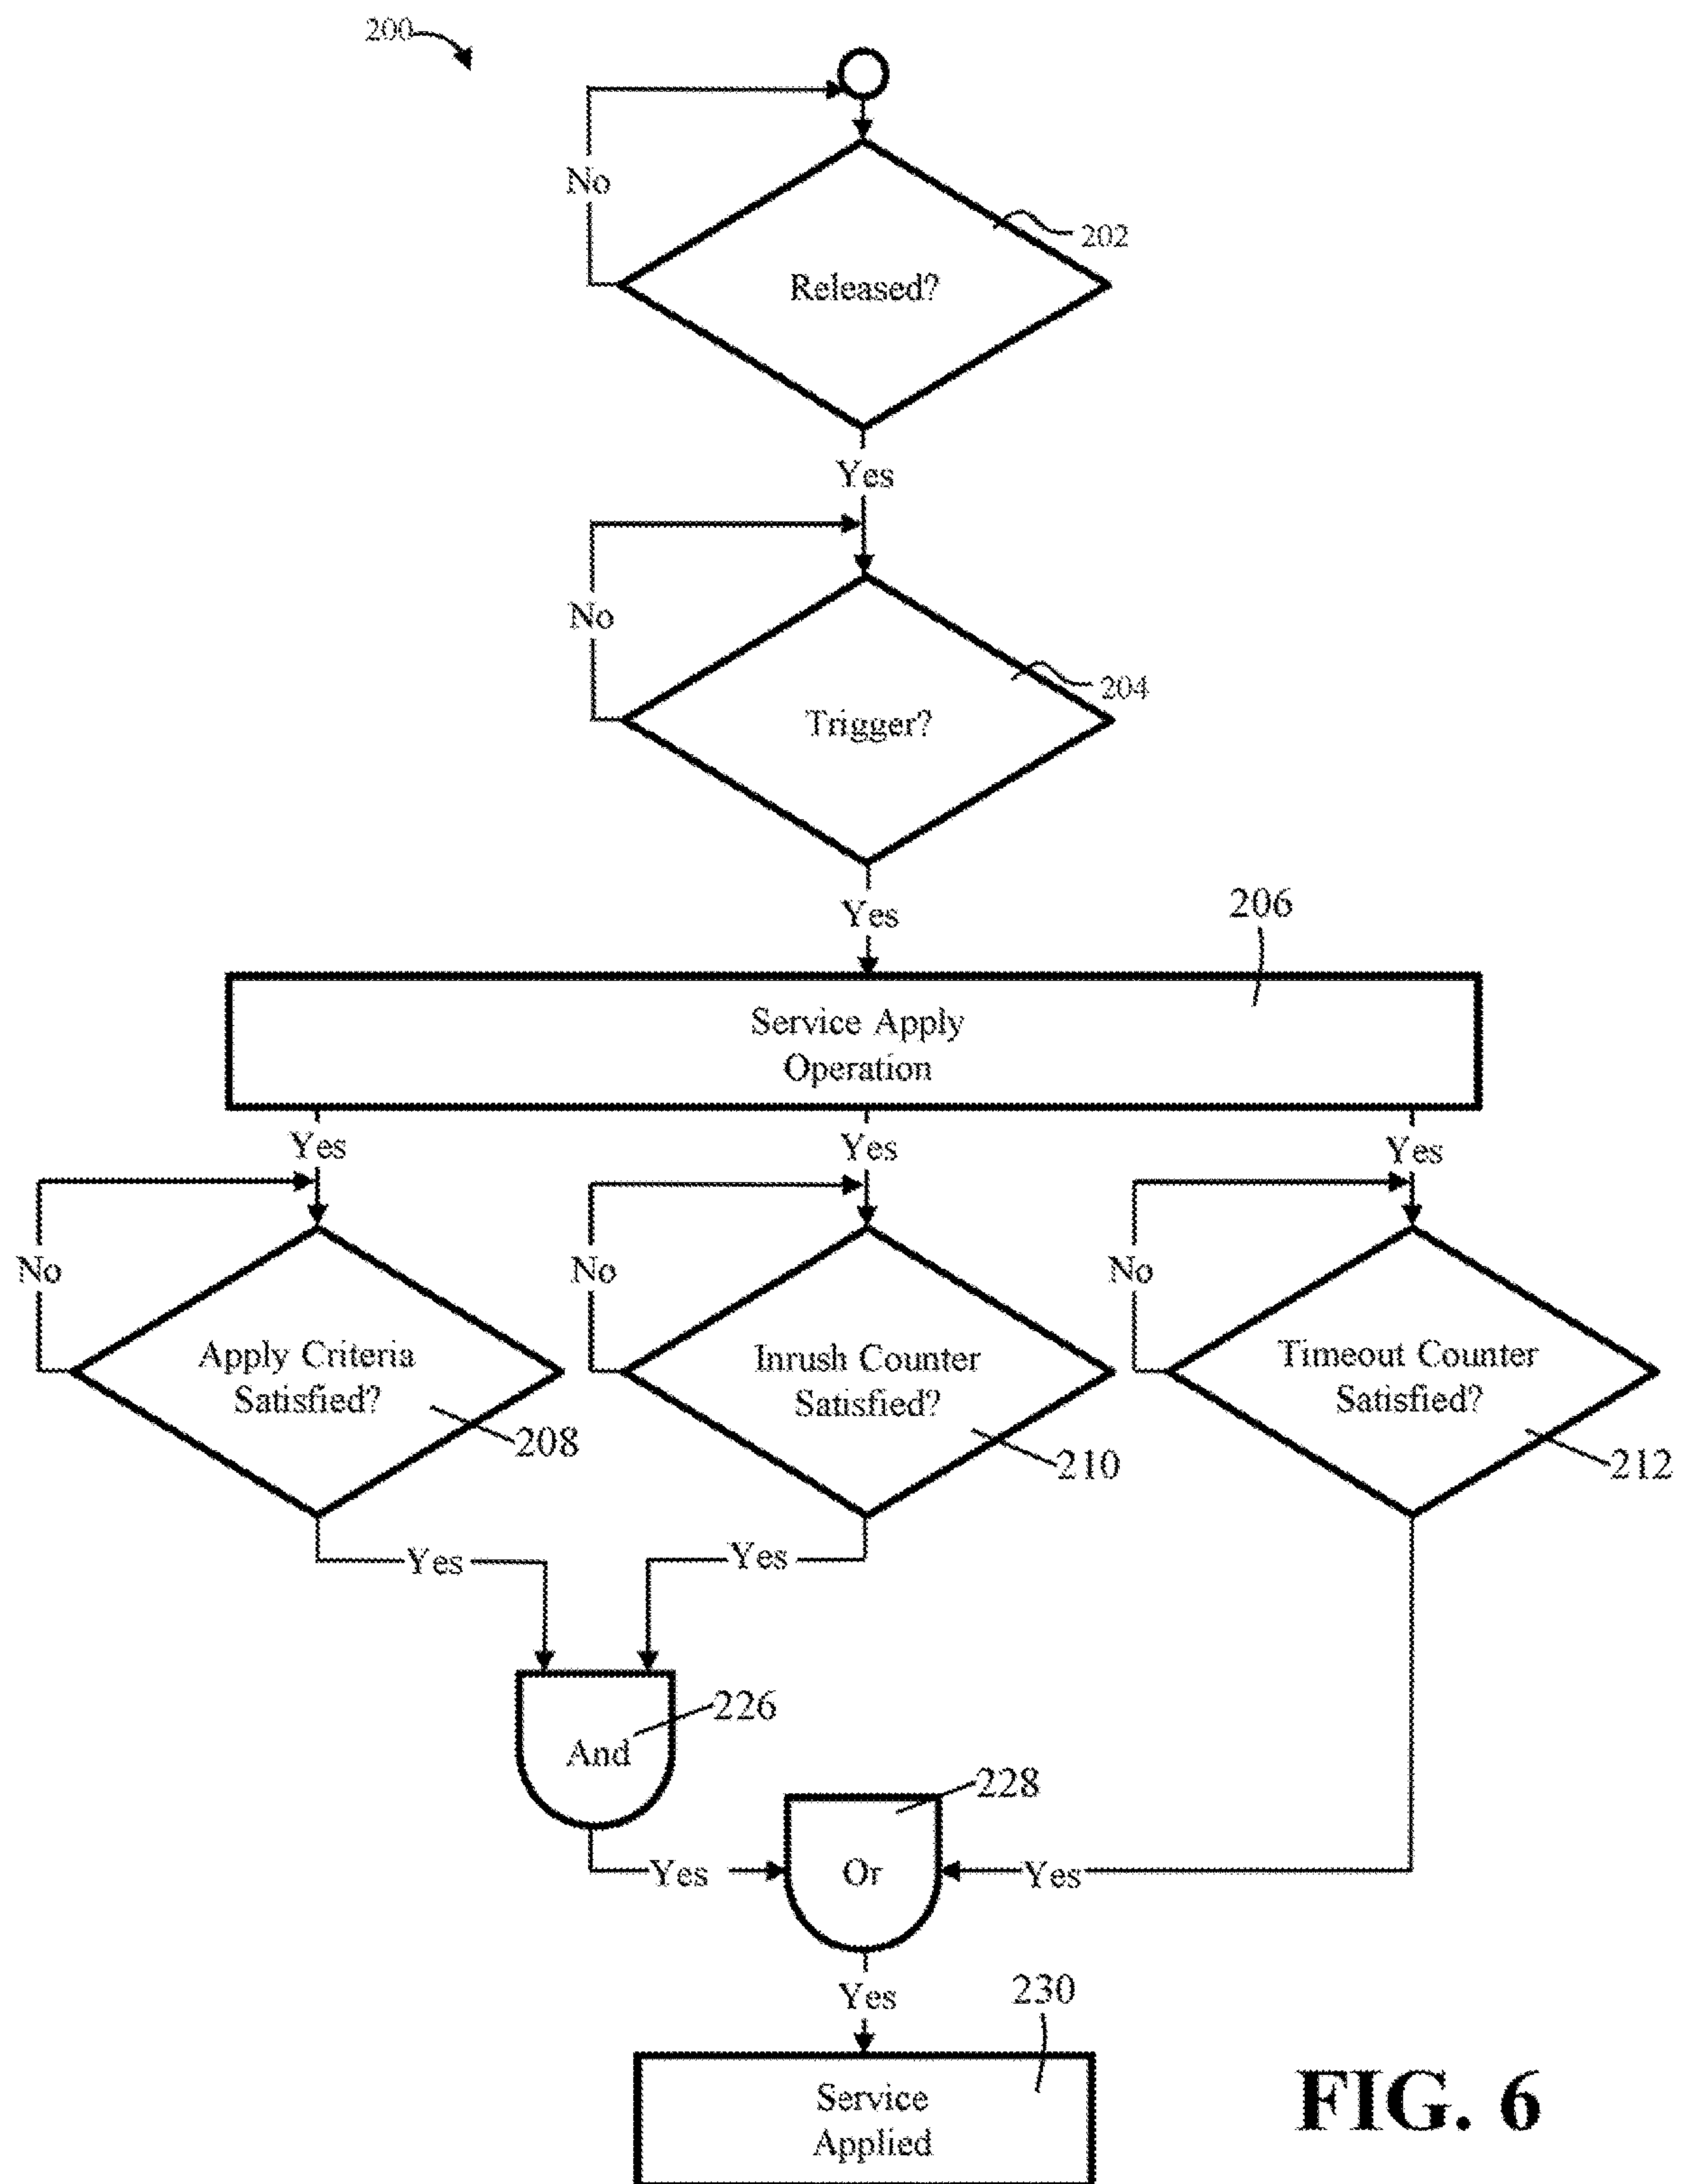 200
No
202
Released?
Yes
No
204
Trigger?
Yes
206
Service Apply
Operation
Yes
Yes
Yes
No
No
No
Apply Criteria
Satisfied?
208
Inrush Counter
Satisfied?
210
Timeout Counter
Satisfied?
212
Yes
Yes
226
And
228
Yes
Or
Yes
Yes
230
Service
Applied
FIG. 6